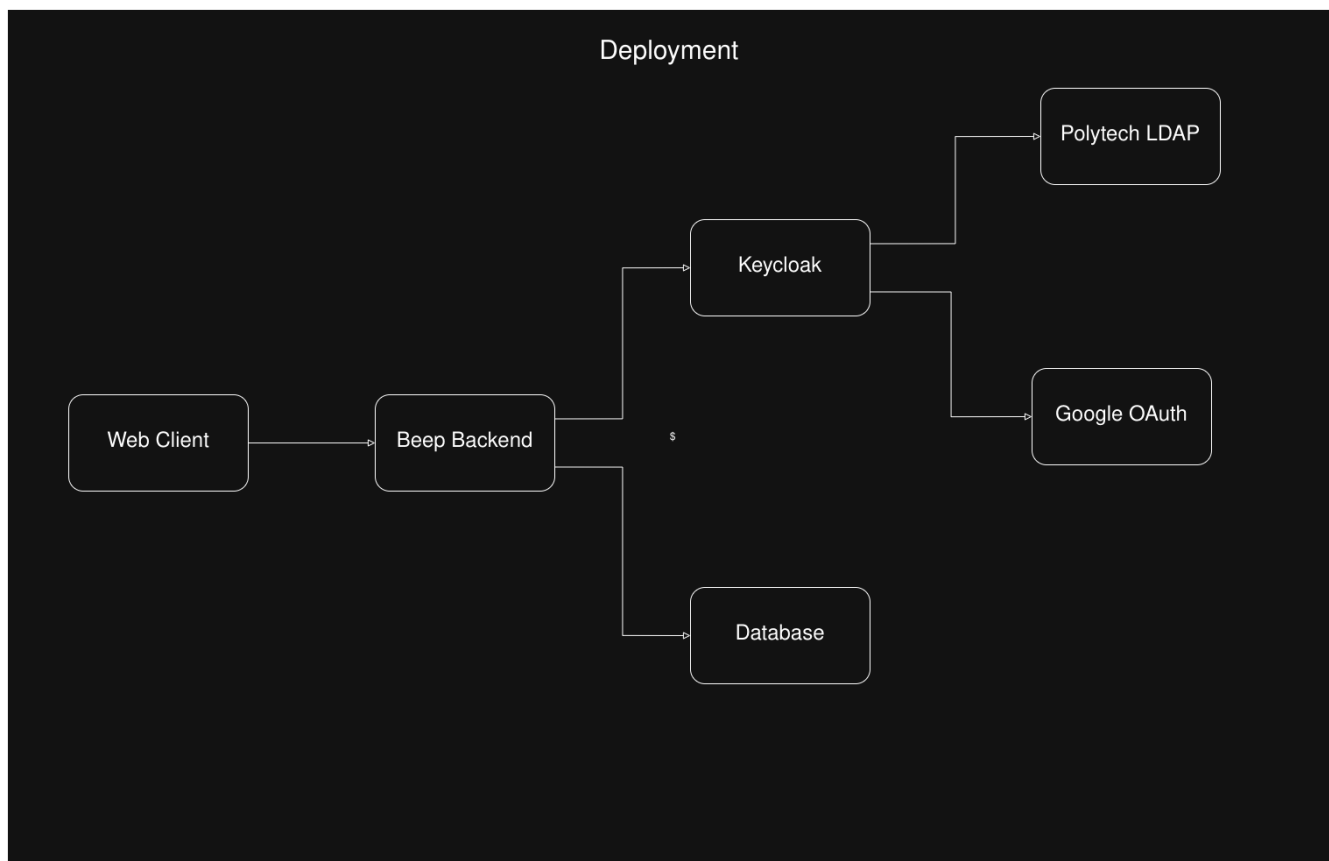 Deployment
Polytech LDAP
Keycloak
Google OAuth
Web Client
Beep Backend
$
Database